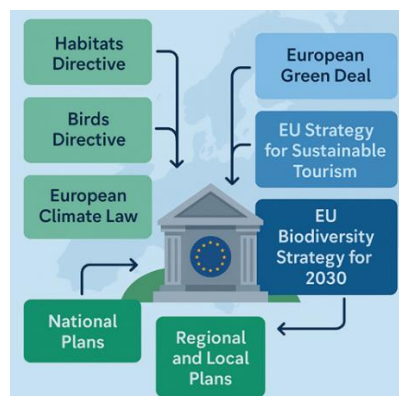 Habitats
Directive
Birds
Directive
European
Climate Law
European
Green Deal
EU Strategy
for Sustainable
Tourism
EU
Biodiversity
Strategy for
2030
National
Plans
Regional
and Local
Plans